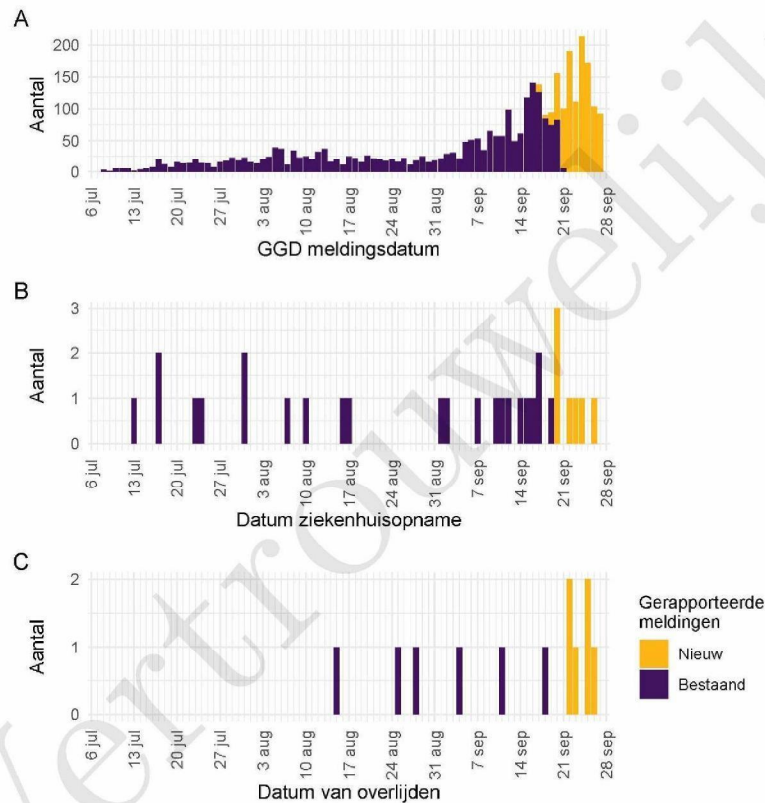 A
Aantal
200
150
100
50
0
6 jul
13 jul
20 jul
27 jul
3 aug
10 aug
17 aug
24 aug
31 aug
7 sep
14 sep
21 sep
28 sep
GGD meldingsdatum
B
Aantal
3
2
1
0
6 jul
13 jul
20 jul
27 jul
3 aug
10 aug
17 aug
24 aug
31 aug
7 sep
14 sep
21 sep
28 sep
Datum ziekenhuisopname
C
Aantal
2
1
0
6 jul
13 jul
20 jul
27 jul
3 aug
10 aug
17 aug
24 aug
31 aug
7 sep
14 sep
21 sep
28 sep
Datum van overlijden
Gerapporteerde
meldingen
Nieuw
Bestaand
Vertrouwelijk